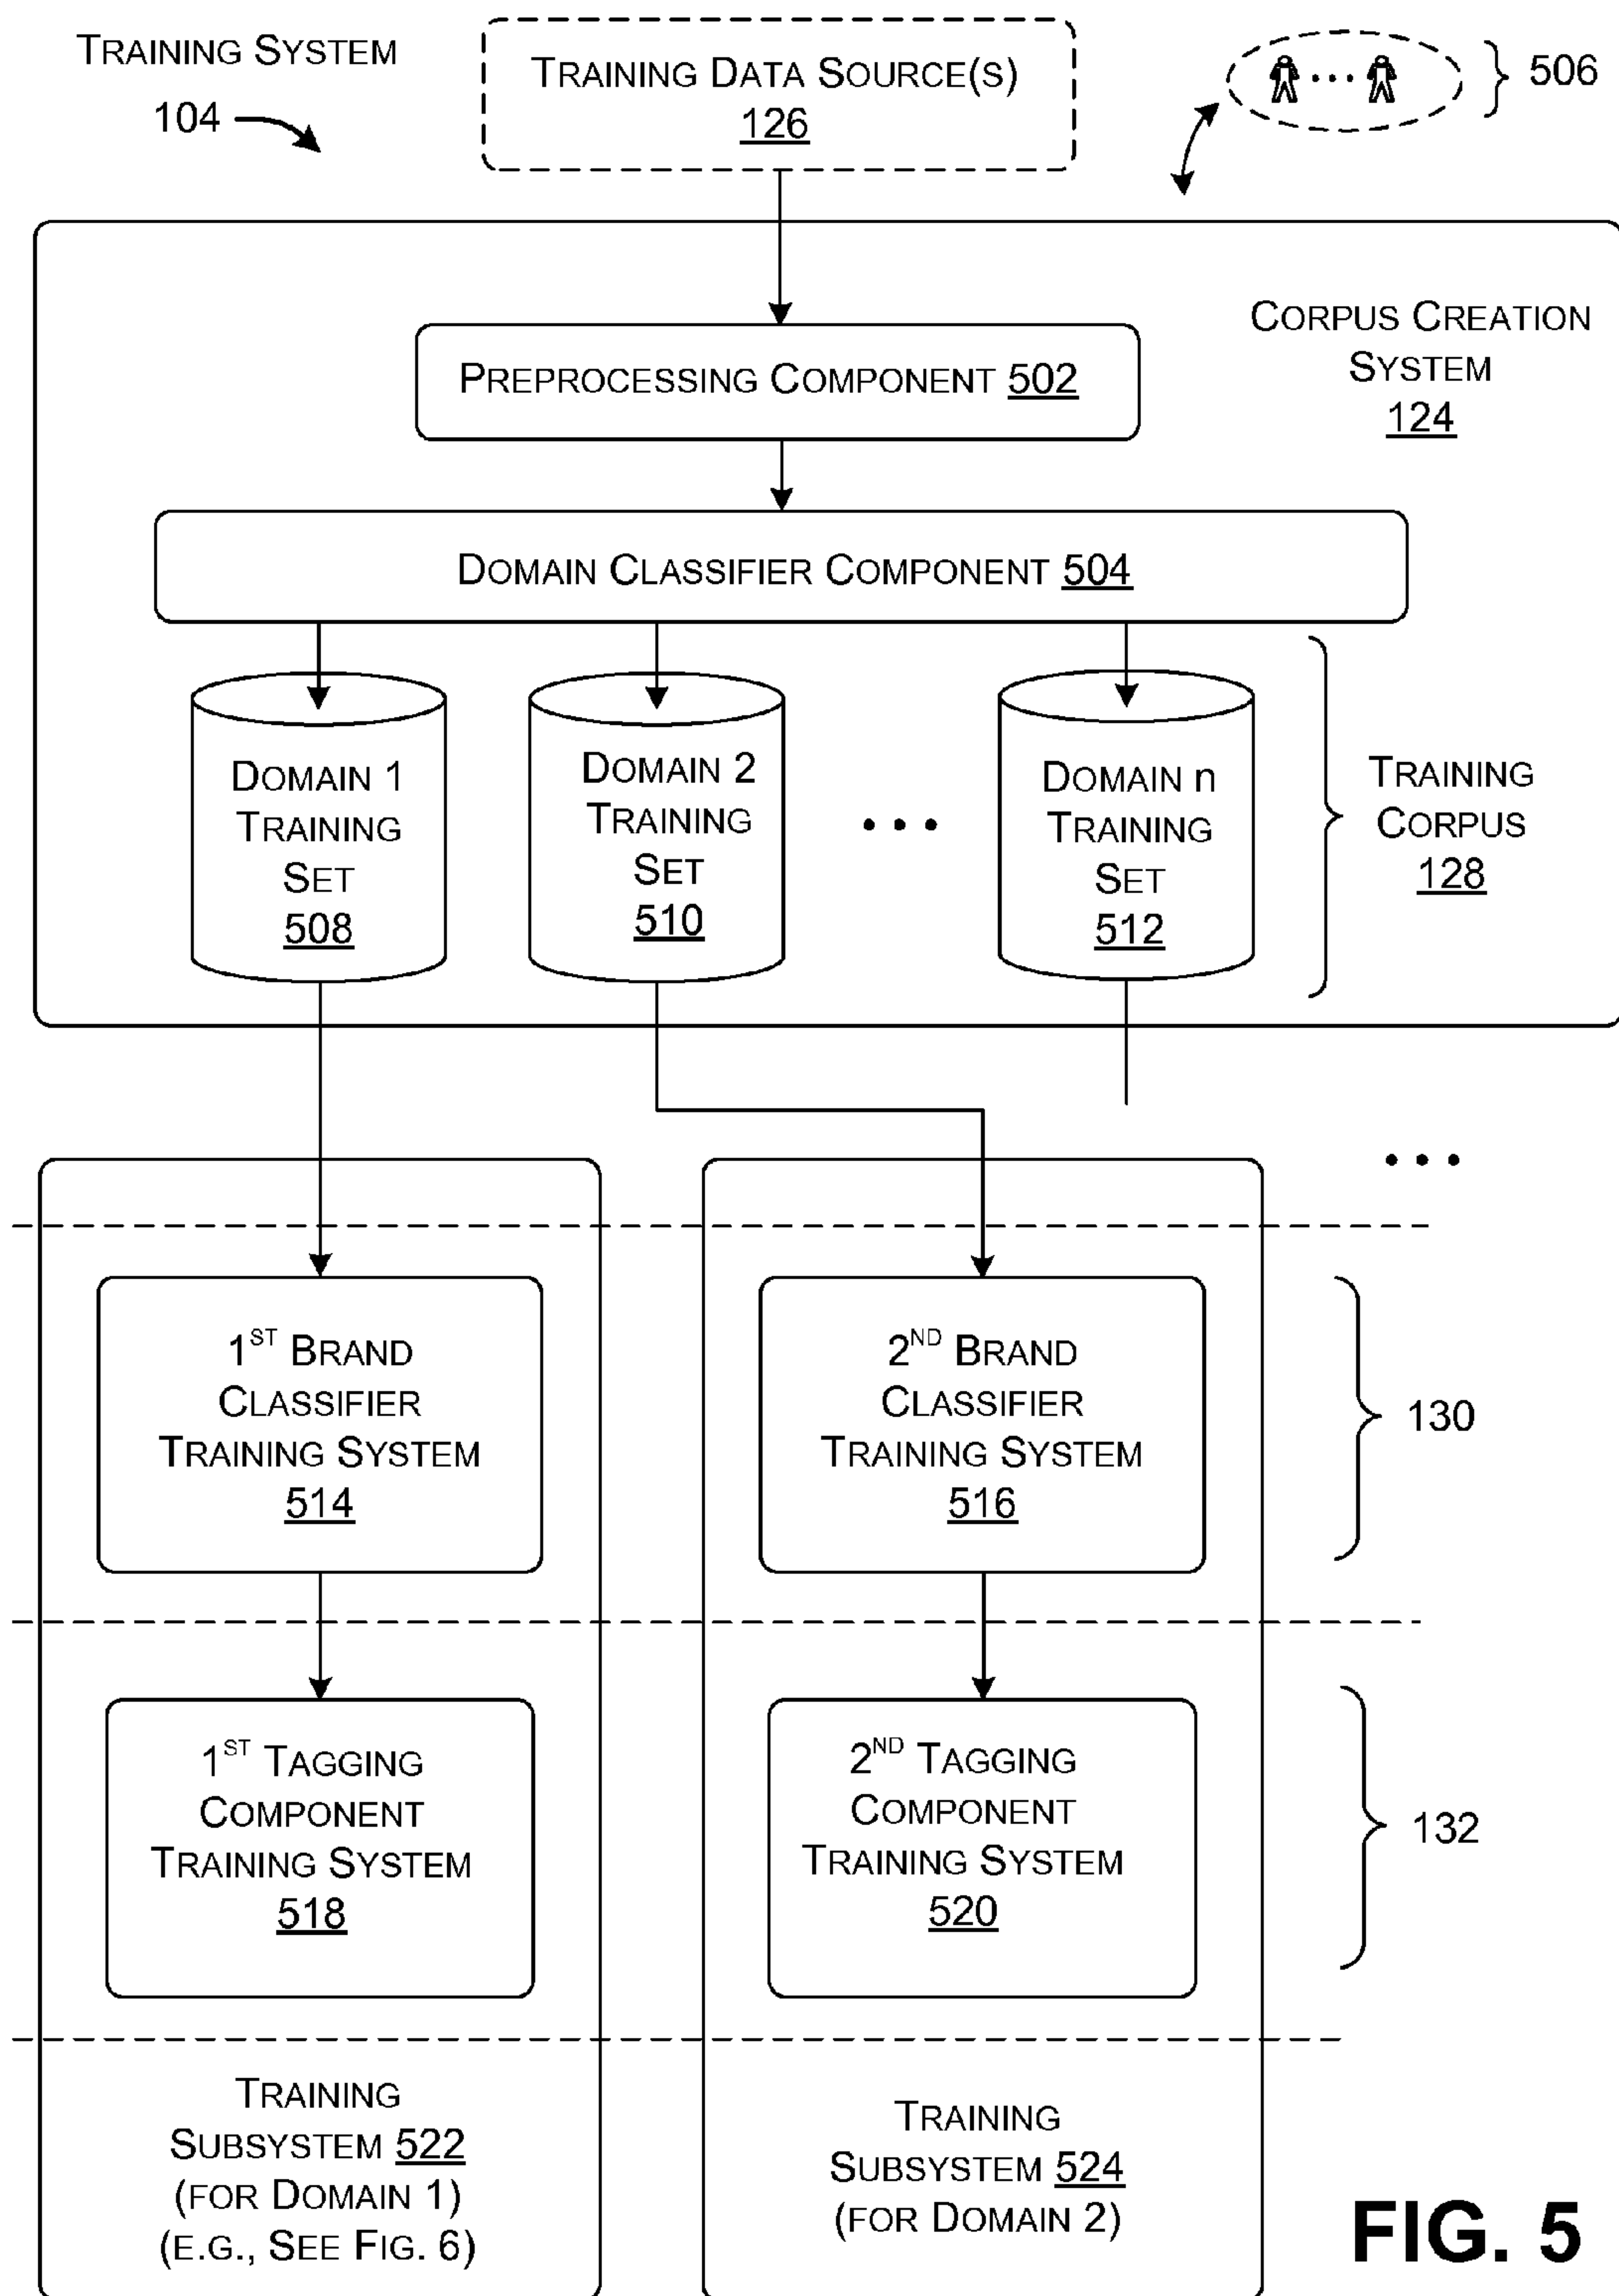 TRAINING SYSTEM
104
TRAINING DATA SOURCE(S)
126
506
CORPUS CREATION
SYSTEM
124
PREPROCESSING COMPONENT 502
DOMAIN CLASSIFIER COMPONENT 504
DOMAIN 1
TRAINING
SET
508
DOMAIN 2
TRAINING
SET
510
• • •
DOMAIN n
TRAINING
SET
512
TRAINING
CORPUS
128
• • •
1ST BRAND
CLASSIFIER
TRAINING SYSTEM
514
2ND BRAND
CLASSIFIER
TRAINING SYSTEM
516
130
1ST TAGGING
COMPONENT
TRAINING SYSTEM
518
2ND TAGGING
COMPONENT
TRAINING SYSTEM
520
132
TRAINING
SUBSYSTEM 522
(FOR DOMAIN 1)
(E.G., SEE FIG. 6)
TRAINING
SUBSYSTEM 524
(FOR DOMAIN 2)
FIG. 5